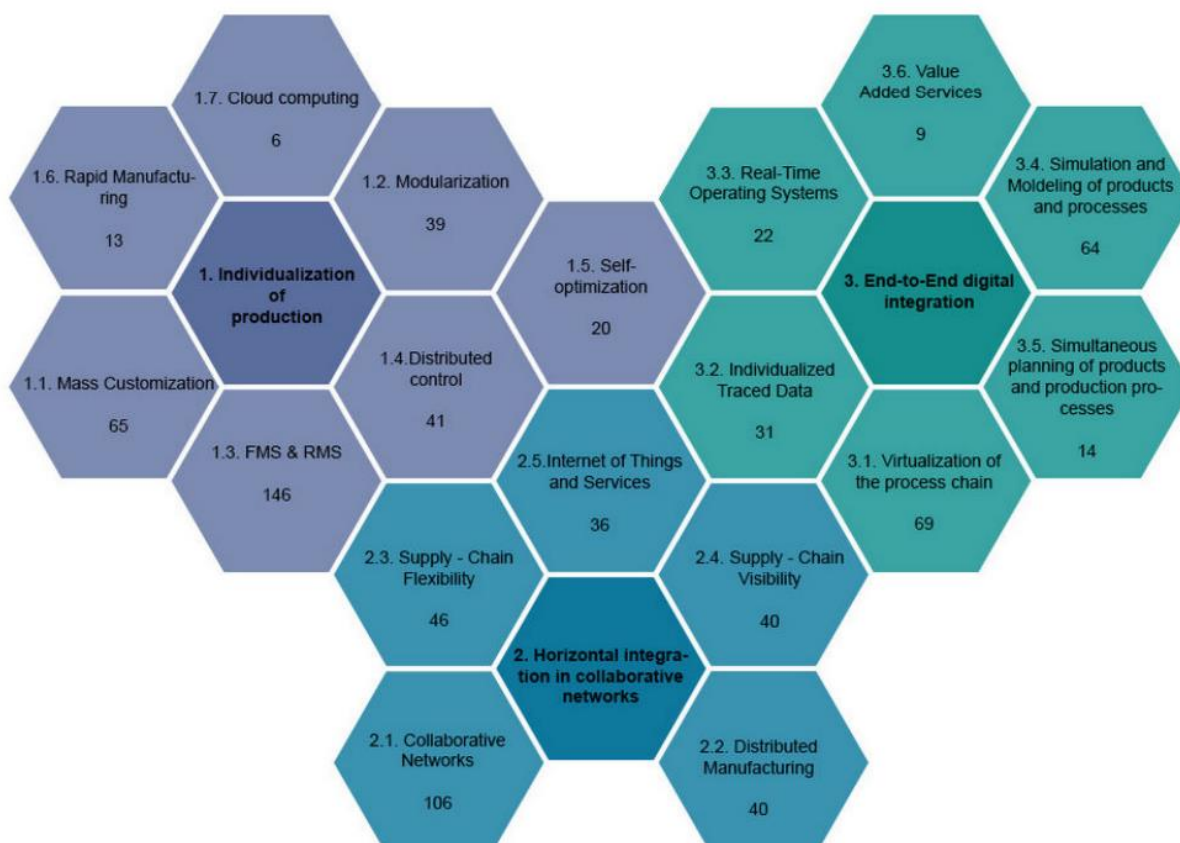 1.7. Cloud computing
6
1.6. Rapid Manufactu-
ring
13
1.2. Modularization
39
1. Individualization
of
production
1.5. Self-
optimization
20
1.1. Mass Customization
65
1.4.Distributed
control
41
1.3. FMS & RMS
146
3.6. Value
Added Services
9
3.3. Real-Time
Operating Systems
22
3.4. Simulation and
Moldeling of products
and processes
64
3. End-to-End digital
integration
3.2. Individualized
Traced Data
31
3.5. Simultaneous
planning of products
and production pro-
cesses
14
3.1. Virtualization of
the process chain
69
2.5.Internet of Things
and Services
36
2.3. Supply - Chain
Flexibility
46
2.4. Supply - Chain
Visibility
40
2. Horizontal integra-
tion in collaborative
networks
2.1. Collaborative
Networks
106
2.2. Distributed
Manufacturing
40